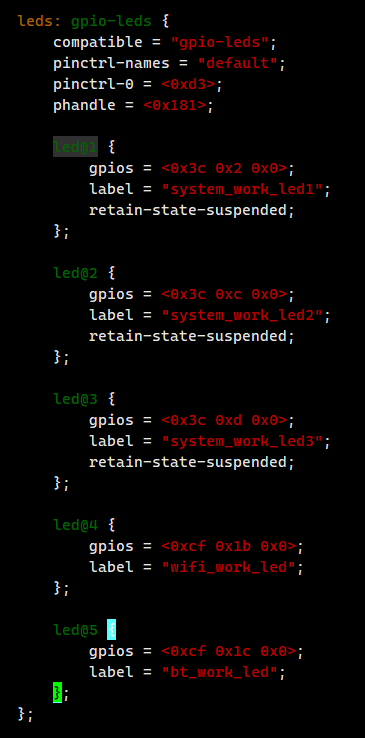 leds: gpio-leds {
    compatible = "gpio-leds";
    pinctrl-names = "default";
    pinctrl-0 = <0xd3>;
    phandle = <0x181>;

    led@1 {
        gpios = <0x3c 0x2 0x0>;
        label = "system_work_led1";
        retain-state-suspended;
    };

    led@2 {
        gpios = <0x3c 0xc 0x0>;
        label = "system_work_led2";
        retain-state-suspended;
    };

    led@3 {
        gpios = <0x3c 0xd 0x0>;
        label = "system_work_led3";
        retain-state-suspended;
    };

    led@4 {
        gpios = <0xcf 0x1b 0x0>;
        label = "wifi_work_led";
    };

    led@5 {
        gpios = <0xcf 0x1c 0x0>;
        label = "bt_work_led";
    };
};